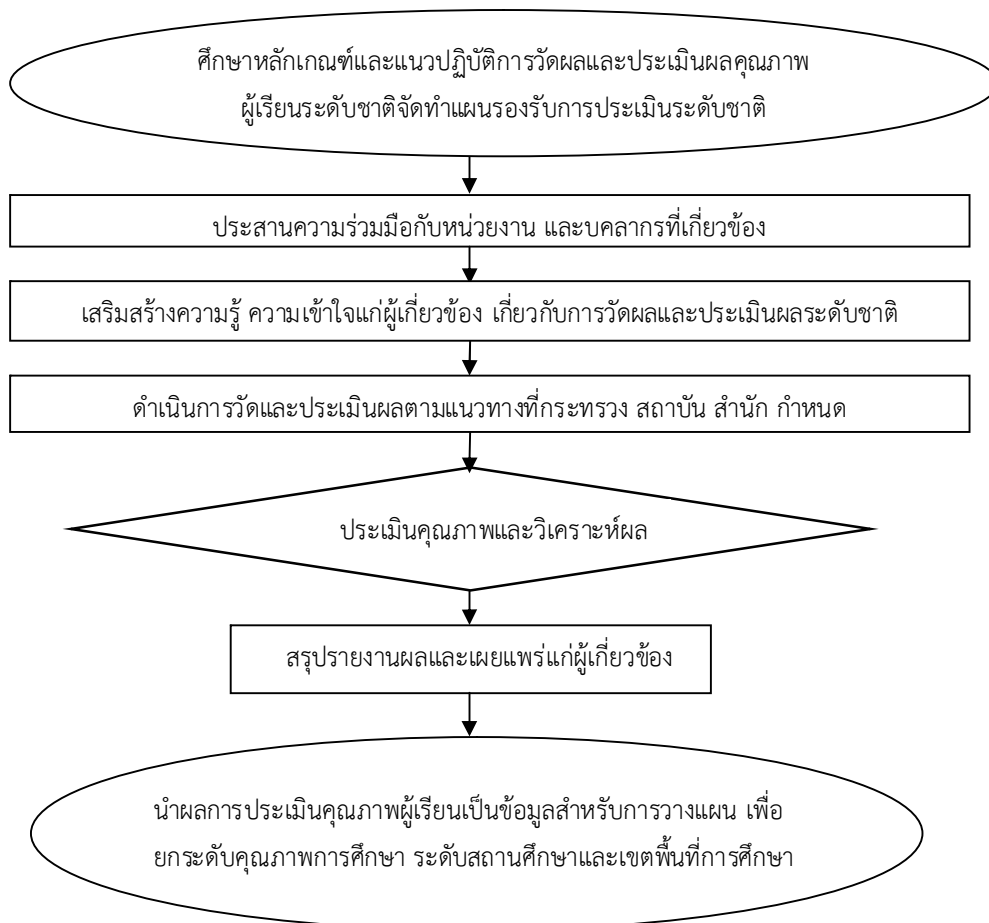 ศึกษาหลักเกณฑ์และแนวปฏิบัติการวัดผลและประเมินผลคุณภาพ
ผู้เรียนระดับชาติจัดทำแผนรองรับการประเมินระดับชาติ
ประสานความร่วมมือกับหน่วยงาน และบคลากรที่เกี่ยวข้อง
เสริมสร้างความรู้ ความเข้าใจแก่ผู้เกี่ยวข้อง เกี่ยวกับการวัดผลและประเมินผลระดับชาติ
ดำเนินการวัดและประเมินผลตามแนวทางที่กระทรวง สถาบัน สำนัก กำหนด
ประเมินคุณภาพและวิเคราะห์ผล
สรุปรายงานผลและเผยแพร่แก่ผู้เกี่ยวข้อง
นำผลการประเมินคุณภาพผู้เรียนเป็นข้อมูลสำหรับการวางแผน เพื่อ
ยกระดับคุณภาพการศึกษา ระดับสถานศึกษาและเขตพื้นที่การศึกษา